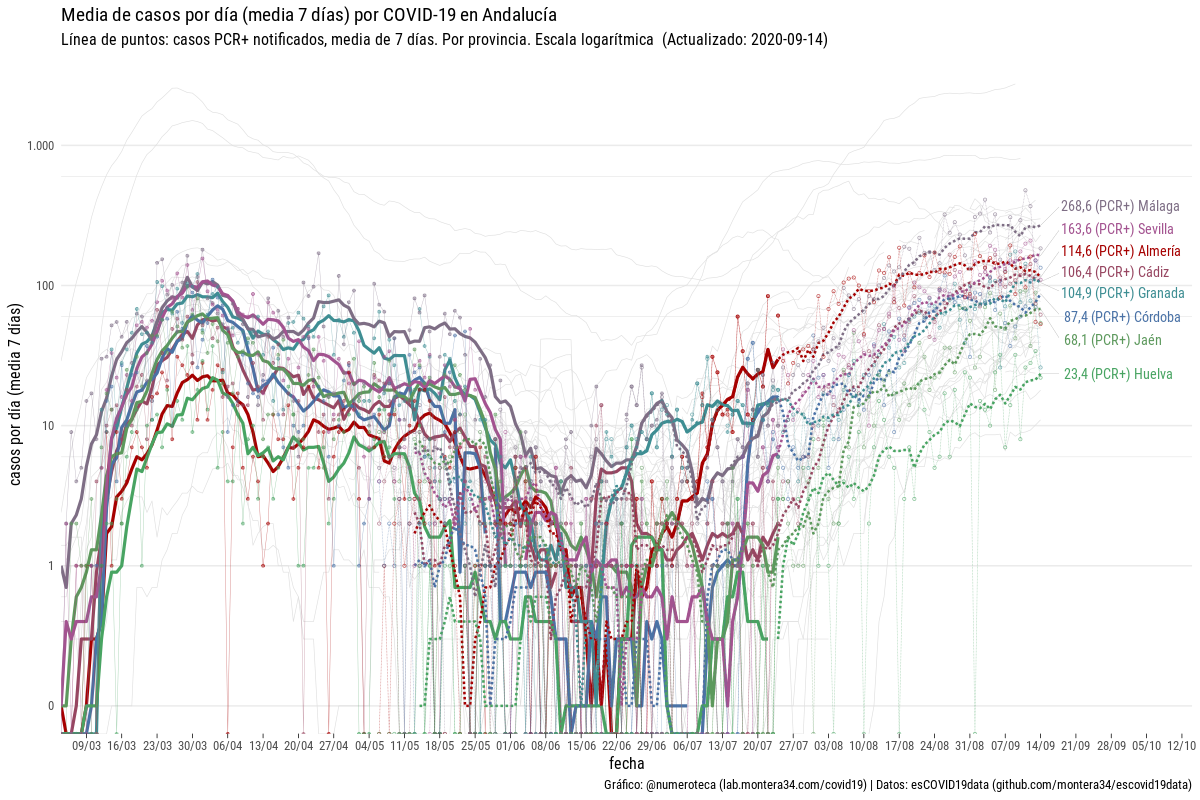 Media de casos por día (media 7 días) por COVID-19 en Andalucía
Línea de puntos: casos PCR+ notificados, media de 7 días. Por provincia. Escala logarítmica (Actualizado: 2020-09-14)
casos por día (media 7 días)
1.000
100
10
1
0
268,6 (PCR+) Málaga
163,6 (PCR+) Sevilla
114,6 (PCR+) Almería
106,4 (PCR+) Cádiz
104,9 (PCR+) Granada
87,4 (PCR+) Córdoba
68,1 (PCR+) Jaén
23,4 (PCR+) Huelva
09/03 16/03 23/03 30/03 06/04 13/04 20/04 27/04 04/05 11/05 18/05 25/05 01/06 08/06 15/06 22/06 29/06 06/07 13/07 20/07 27/07 03/08 10/08 17/08 24/08 31/08 07/09 14/09 21/09 28/09 05/10 12/10
fecha
Gráfico: @numeroteca (lab.montera34.com/covid19) | Datos: esCOVID19data (github.com/montera34/escovid19data)